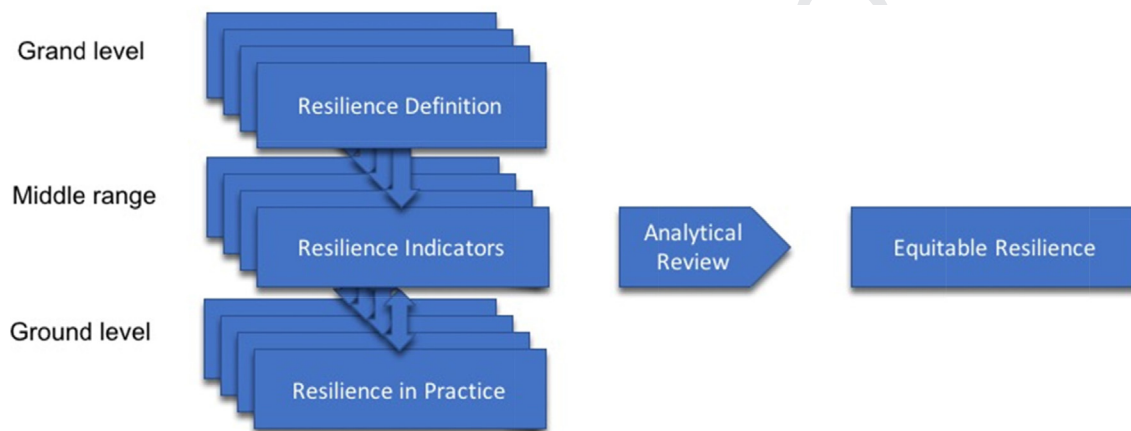 Grand level
Resilience Definition
Middle range
Resilience Indicators
Analytical
Review
Equitable Resilience
Ground level
Resilience in Practice